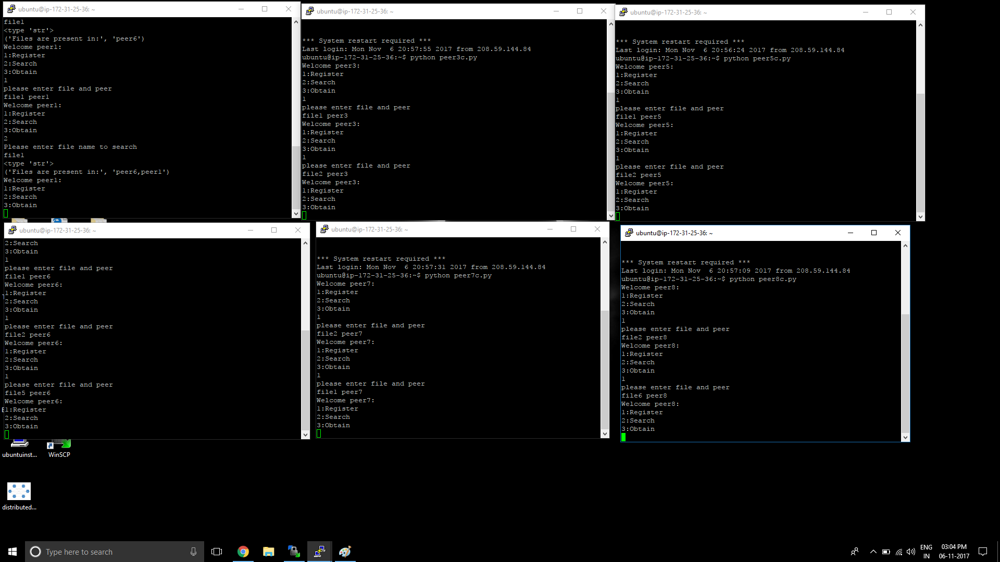 ubuntu@ip-172-31-25-36: ~
file1
<type 'str'>
('Files are present in:', 'peer6')
Welcome peer1:
1:Register
2:Search
3:Obtain
1
please enter file and peer
file1 peer1
Welcome peer1:
1:Register
2:Search
3:Obtain
2
Please enter file name to search
file1
<type 'str'>
('Files are present in:', 'peer6,peer1')
Welcome peer1:
1:Register
2:Search
3:Obtain
ubuntu@ip-172-31-25-36: ~
*** System restart required ***
Last login: Mon Nov  6 20:57:55 2017 from 208.59.144.84
ubuntu@ip-172-31-25-36:~$ python peer3c.py
Welcome peer3:
1:Register
2:Search
3:Obtain
1
please enter file and peer
file1 peer3
Welcome peer3:
1:Register
2:Search
3:Obtain
1
please enter file and peer
file2 peer3
Welcome peer3:
1:Register
2:Search
3:Obtain
ubuntu@ip-172-31-25-36: ~
*** System restart required ***
Last login: Mon Nov  6 20:56:24 2017 from 208.59.144.84
ubuntu@ip-172-31-25-36:~$ python peer5c.py
Welcome peer5:
1:Register
2:Search
3:Obtain
1
please enter file and peer
file1 peer5
Welcome peer5:
1:Register
2:Search
3:Obtain
1
please enter file and peer
file2 peer5
Welcome peer5:
1:Register
2:Search
3:Obtain
ubuntu@ip-172-31-25-36: ~
2:Search
3:Obtain
1
please enter file and peer
file1 peer6
Welcome peer6:
1:Register
2:Search
3:Obtain
1
please enter file and peer
file2 peer6
Welcome peer6:
1:Register
2:Search
3:Obtain
1
please enter file and peer
file5 peer6
Welcome peer6:
1:Register
2:Search
3:Obtain
ubuntu@ip-172-31-25-36: ~
*** System restart required ***
Last login: Mon Nov  6 20:57:31 2017 from 208.59.144.84
ubuntu@ip-172-31-25-36:~$ python peer7c.py
Welcome peer7:
1:Register
2:Search
3:Obtain
1
please enter file and peer
file2 peer7
Welcome peer7:
1:Register
2:Search
3:Obtain
1
please enter file and peer
file1 peer7
Welcome peer7:
1:Register
2:Search
3:Obtain
ubuntu@ip-172-31-25-36: ~
*** System restart required ***
Last login: Mon Nov  6 20:57:09 2017 from 208.59.144.84
ubuntu@ip-172-31-25-36:~$ python peer8c.py
Welcome peer8:
1:Register
2:Search
3:Obtain
1
please enter file and peer
file2 peer8
Welcome peer8:
1:Register
2:Search
3:Obtain
1
please enter file and peer
file6 peer8
Welcome peer8:
1:Register
2:Search
3:Obtain
ubuntuinst...
WinSCP
distributed...
Type here to search
ENG
IN
03:04 PM
06-11-2017